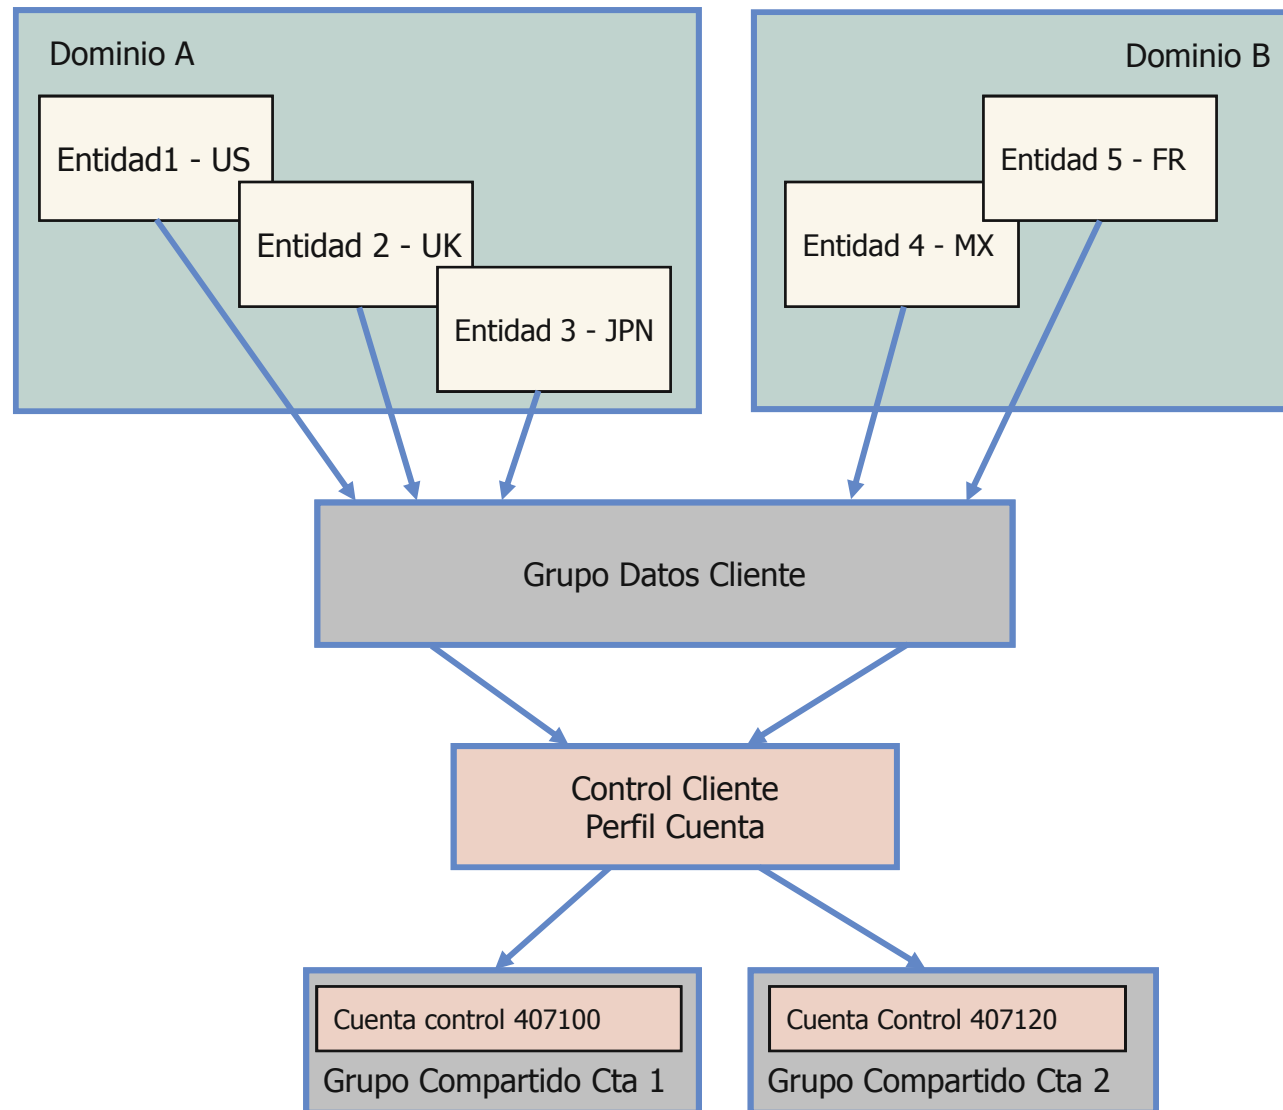 Dominio A
Dominio B
Entidad1 - US
Entidad 5 - FR
Entidad 2 - UK
Entidad 4 - MX
Entidad 3 - JPN
Grupo Datos Cliente
Control Cliente
Perfil Cuenta
Cuenta control 407100
Cuenta Control 407120
Grupo Compartido Cta 1
Grupo Compartido Cta 2